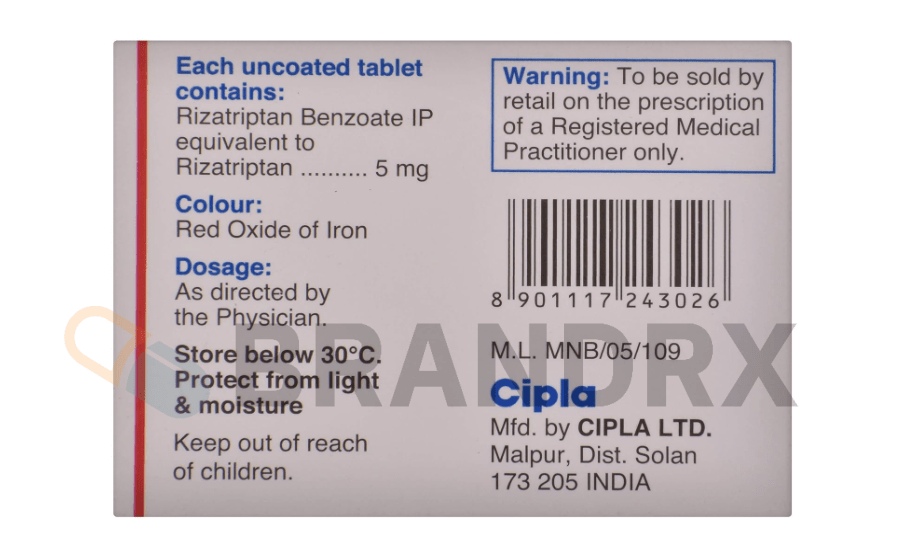 Each uncoated tablet
contains:
Rizatriptan Benzoate IP
equivalent to
Rizatriptan .......... 5 mg
Colour:
Red Oxide of Iron
Dosage:
As directed by
the Physician.
Store below 30°C.
Protect from light
& moisture
Keep out of reach
of children.
Warning: To be sold by
retail on the prescription
of a Registered Medical
Practitioner only.
8 901117 243026
M.L. MNB/05/109
Cipla
Mfd. by CIPLA LTD.
Malpur, Dist. Solan
173 205 INDIA
BRANDRX